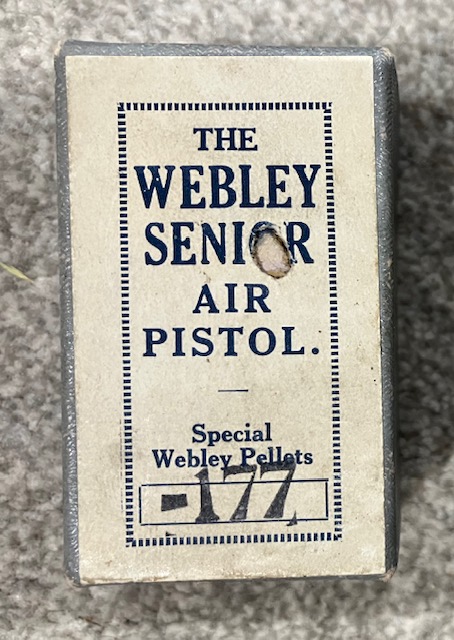 THE
WEBLEY
SENIOR
AIR
PISTOL.
Special
Webley Pellets
-177